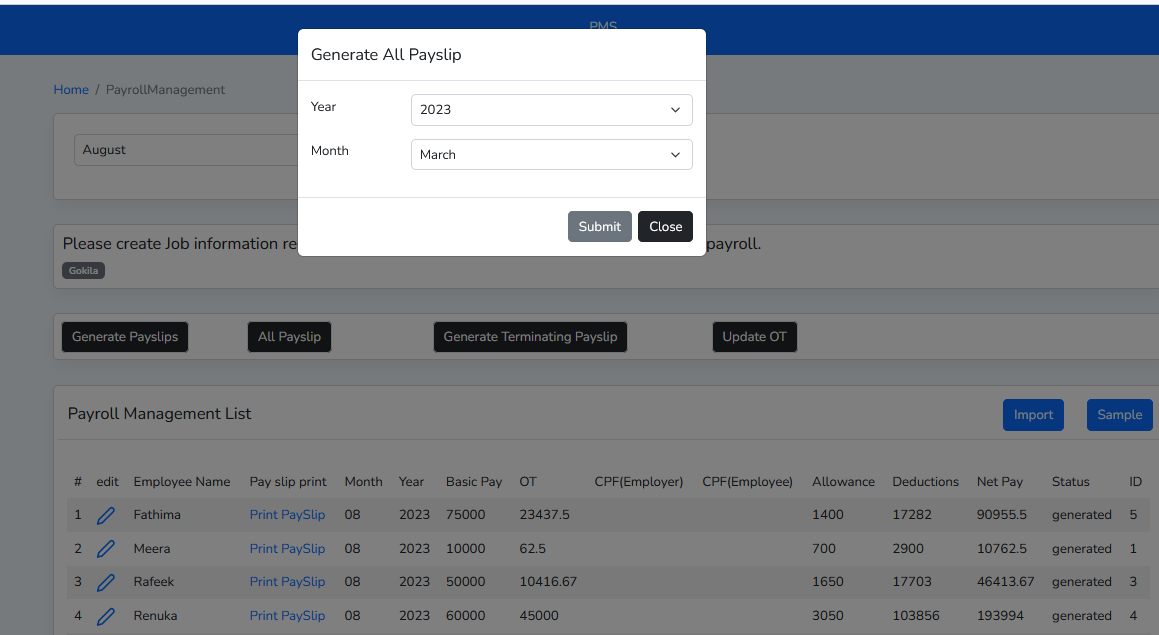 PMS
Generate All Payslip
Home / PayrollManagement
Year 2023
August
Month March
Submit Close
Please create Job information re payroll.
Gokila
Generate Payslips All Payslip Generate Terminating Payslip Update OT
Payroll Management List Import Sample
# edit Employee Name Pay slip print Month Year Basic Pay OT CPF(Employer) CPF(Employee) Allowance Deductions Net Pay Status ID
1 Fathima Print PaySlip 08 2023 75000 23437.5 1400 17282 90955.5 generated 5
2 Meera Print PaySlip 08 2023 10000 62.5 700 2900 10762.5 generated 1
3 Rafeek Print PaySlip 08 2023 50000 10416.67 1650 17703 46413.67 generated 3
4 Renuka Print PaySlip 08 2023 60000 45000 3050 103856 193994 generated 4